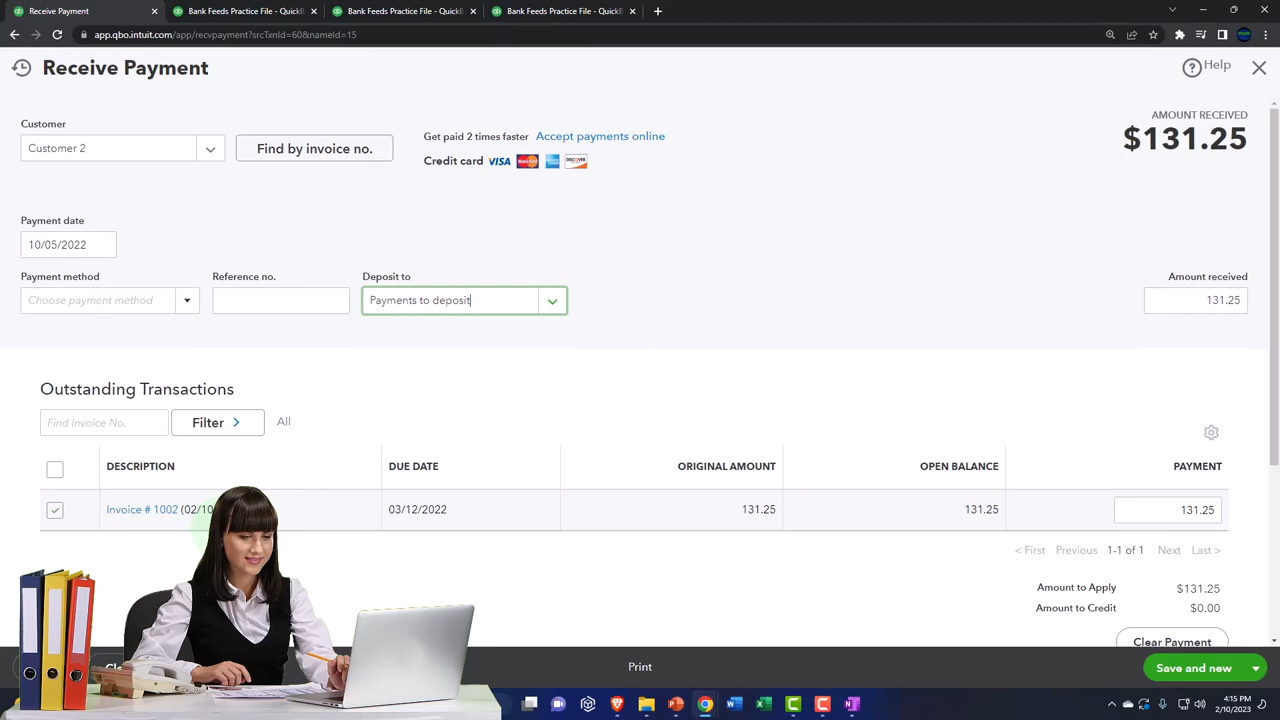 Receive Payment
Bank Feeds Practice File - QuickB
Bank Feeds Practice File - QuickB
Bank Feeds Practice File - QuickB
app.qbo.intuit.com/app/recvpayment?srcTxnId=60&nameId=15
Receive Payment
Help
Customer
Customer 2
Find by invoice no.
Get paid 2 times faster Accept payments online
Credit card VISA
DISCOVER
AMOUNT RECEIVED
$131.25
Payment date
10/05/2022
Payment method
Reference no.
Deposit to
Amount received
Choose payment method
Payments to deposit
131.25
Outstanding Transactions
Find Invoice No.
Filter
All
DESCRIPTION
DUE DATE
ORIGINAL AMOUNT
OPEN BALANCE
PAYMENT
Invoice # 1002 (02/10
03/12/2022
131.25
131.25
131.25
< First Previous 1-1 of 1 Next Last >
Amount to Apply $131.25
Amount to Credit $0.00
Clear Payment
Print
Save and new
4:15 PM
2/10/2023